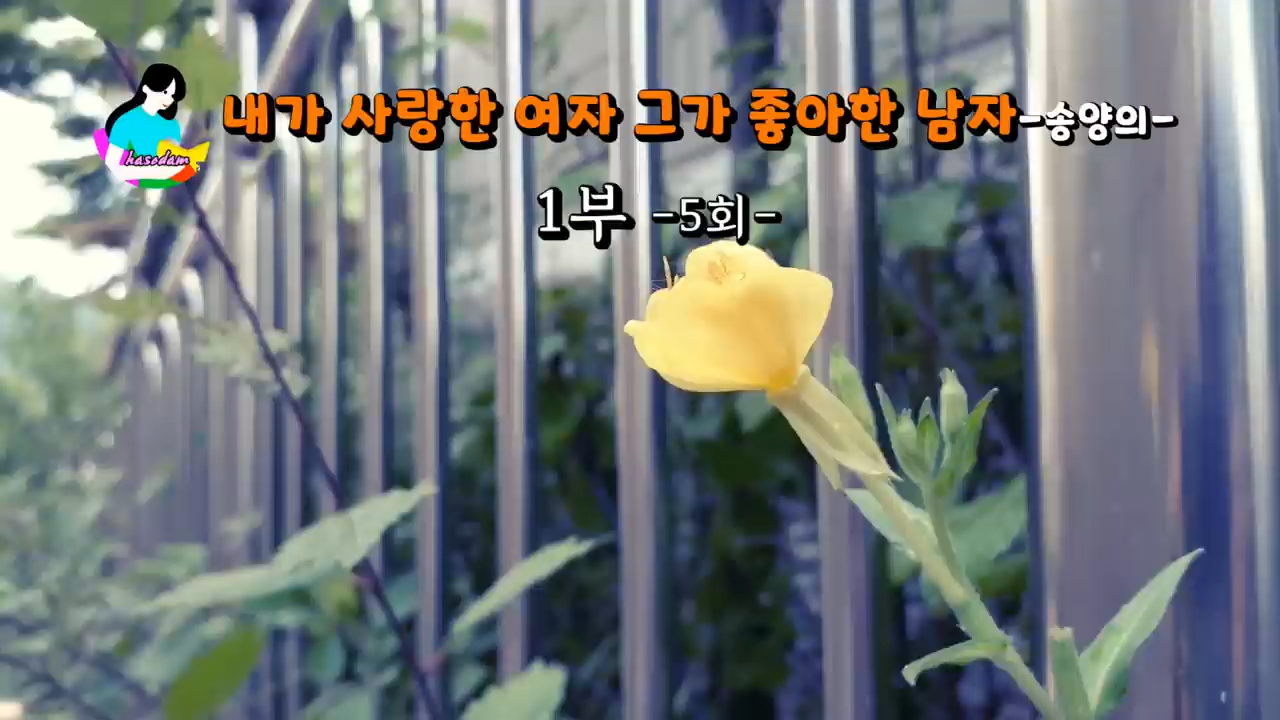 내가 사랑한 여자 그가 좋아한 남자-송양의-
1부 -5회-
hasodam